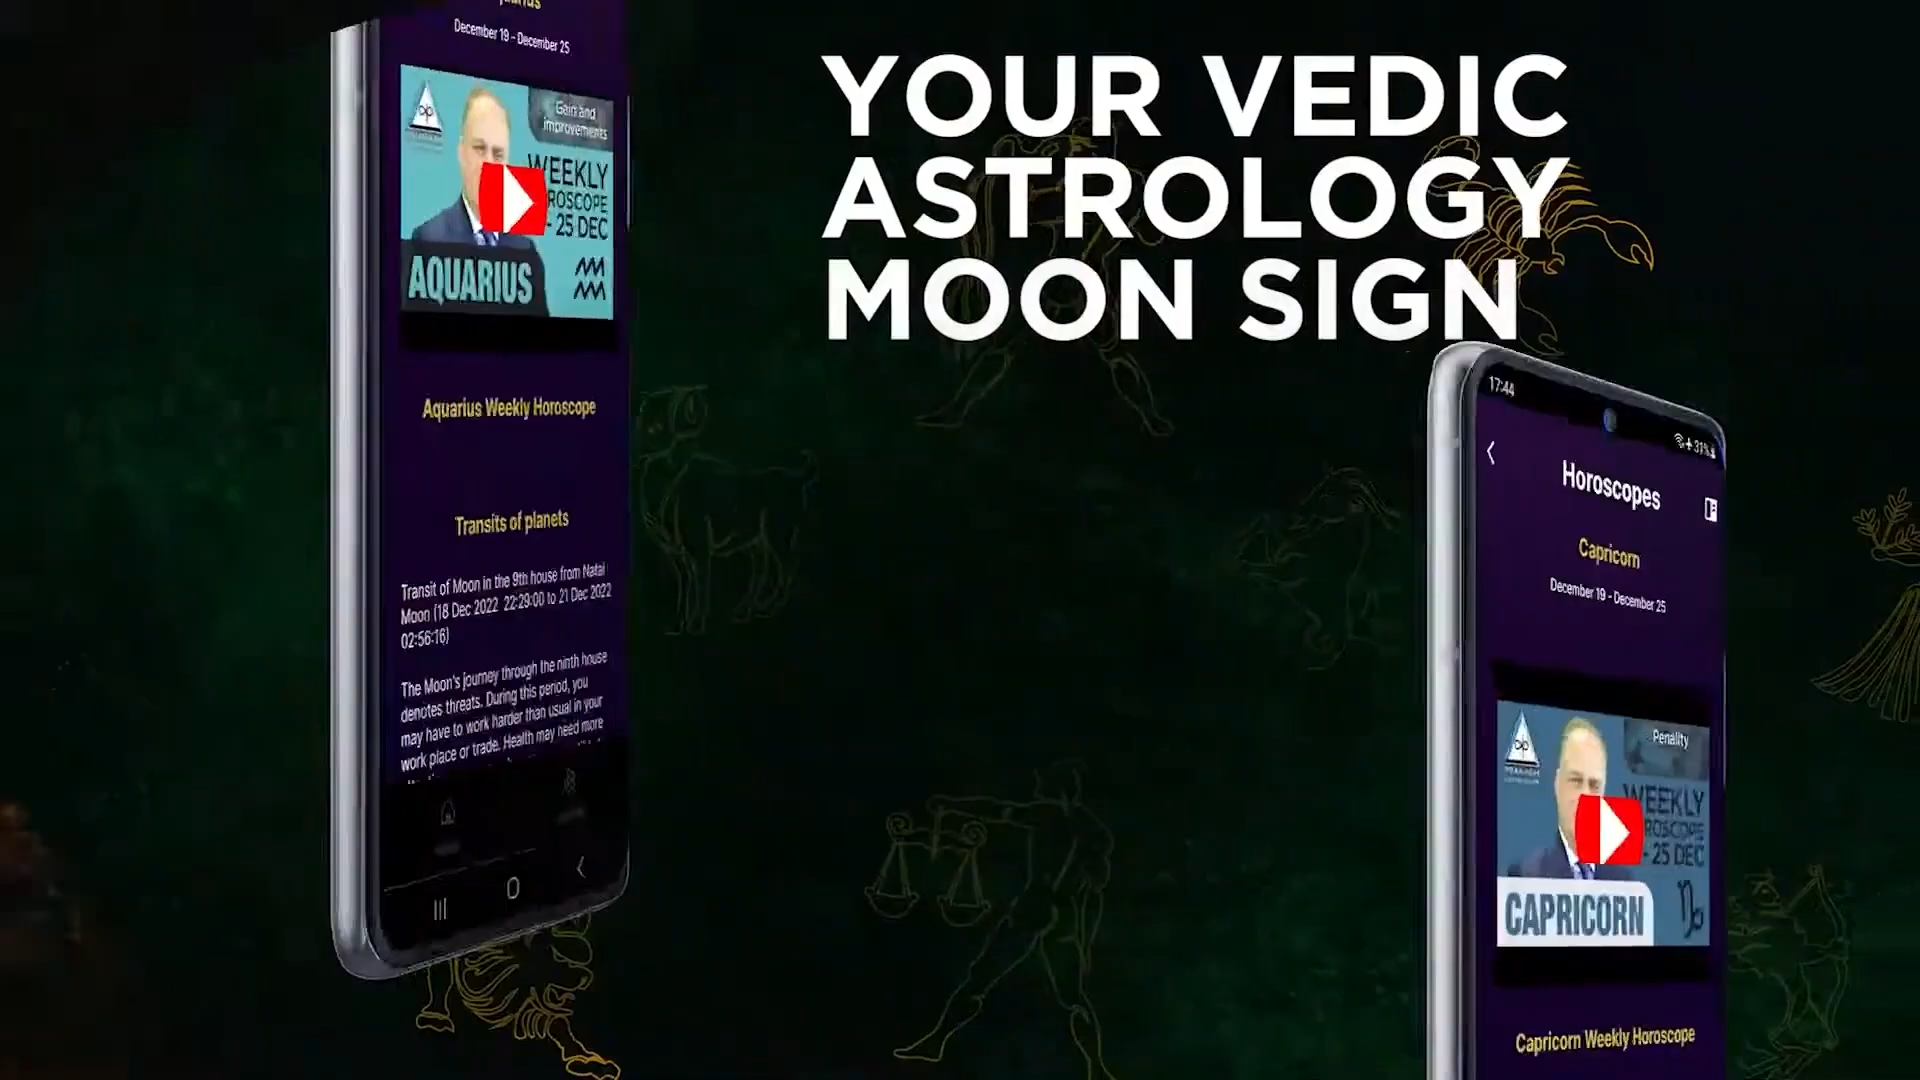 YOUR VEDIC
ASTROLOGY
MOON SIGN
December 19 - December 25
Gain and
improvements
WEEKLY
ROSCOPE
- 25 DEC
AQUARIUS
Aquarius Weekly Horoscope
Transits of planets
Transit of Moon in the 9th house from Natal
Moon (18 Dec 2022 22:29:00 to 21 Dec 2022
02:56:16)
The Moon's journey through the ninth house
denotes threats. During this period, you
may have to work harder than usual in your
work place or trade. Health may need more
17:44
31%
Horoscopes
Capricorn
December 19 - December 25
Penality
WEEKLY
ROSCOPE
- 25 DEC
CAPRICORN
Capricorn Weekly Horoscope